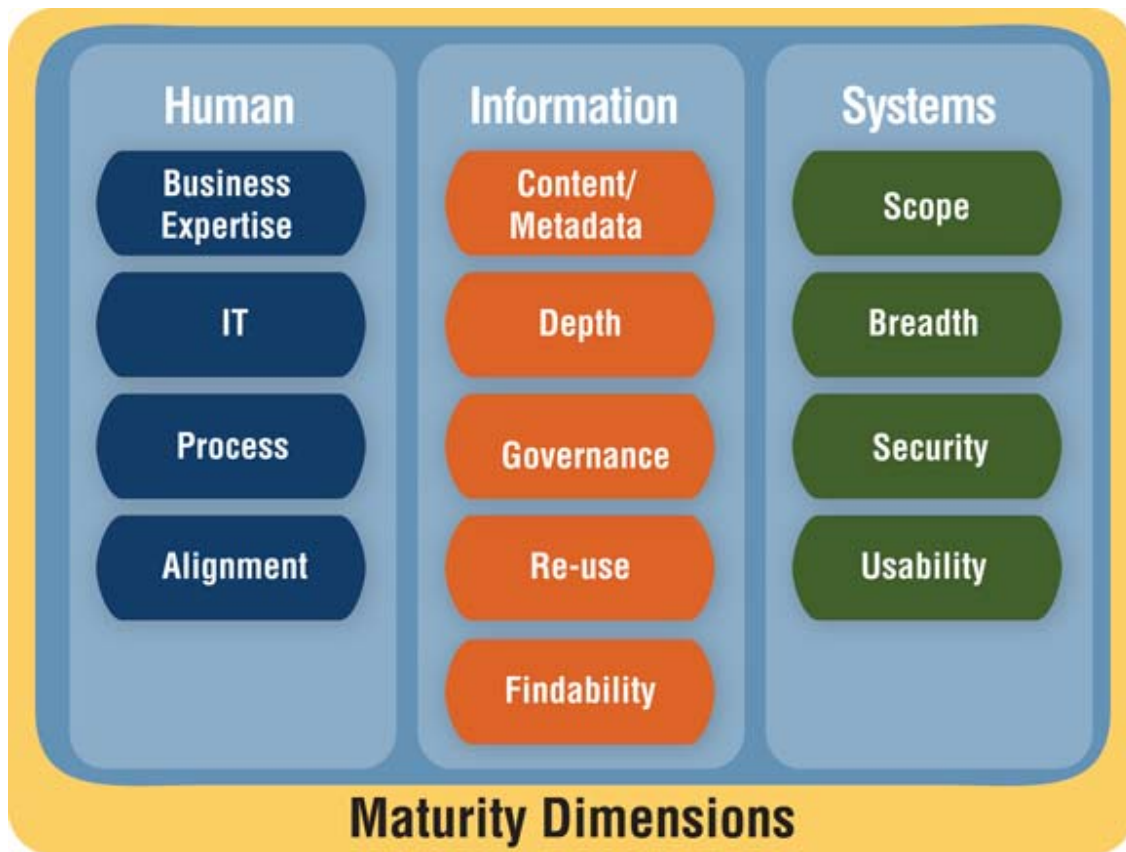 Human
Business
Expertise
IT
Process
Alignment
Information
Content/
Metadata
Depth
Governance
Re-use
Findability
Systems
Scope
Breadth
Security
Usability
Maturity Dimensions